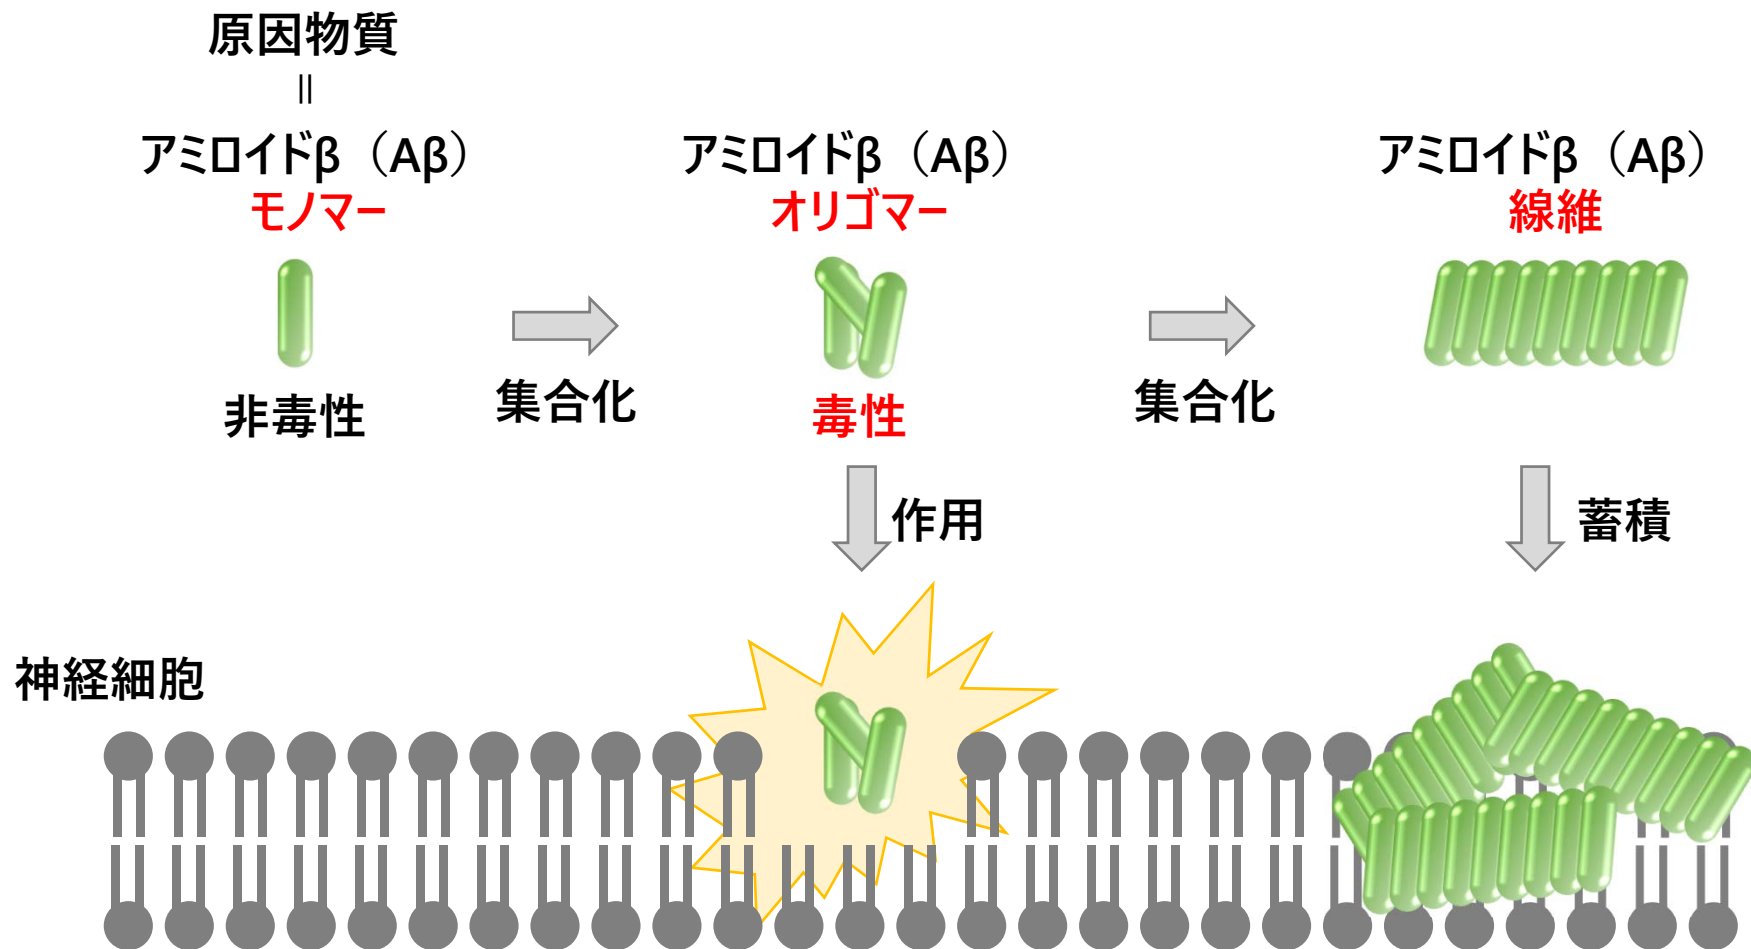 原因物質
=
アミロイドβ(Aβ)
モノマー
非毒性
集合化
アミロイドβ(Aβ)
オリゴマー
毒性
作用
集合化
アミロイドβ(Aβ)
線維
蓄積
神経細胞